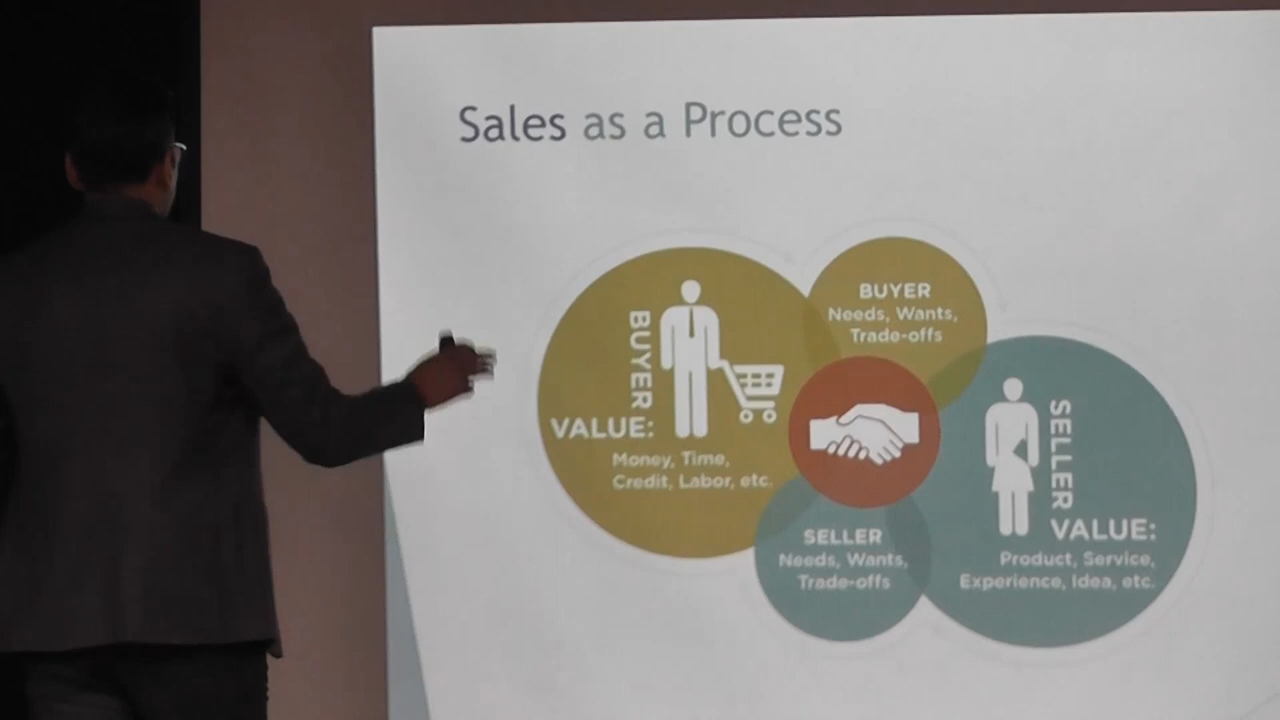 Sales as a Process
BUYER
VALUE:
Money, Time,
Credit, Labor, etc.
BUYER
Needs, Wants,
Trade-offs
SELLER
Needs, Wants,
Trade-offs
SELLER
VALUE:
Product, Service,
Experience, Idea, etc.